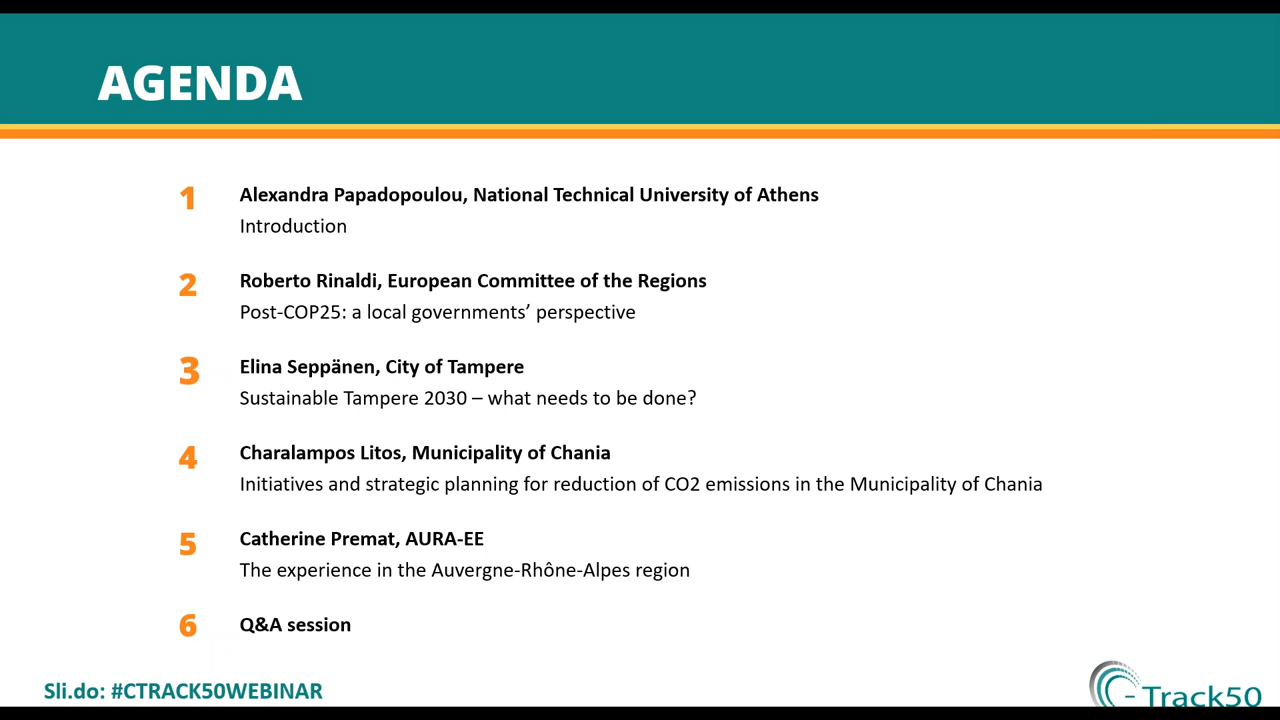 AGENDA
1
Alexandra Papadopoulou, National Technical University of Athens
Introduction
2
Roberto Rinaldi, European Committee of the Regions
Post-COP25: a local governments’ perspective
3
Elina Seppänen, City of Tampere
Sustainable Tampere 2030 – what needs to be done?
4
Charalampos Litos, Municipality of Chania
Initiatives and strategic planning for reduction of CO2 emissions in the Municipality of Chania
5
Catherine Premat, AURA-EE
The experience in the Auvergne-Rhône-Alpes region
6
Q&A session
Sli.do: #CTRACK50WEBINAR
C-Track50